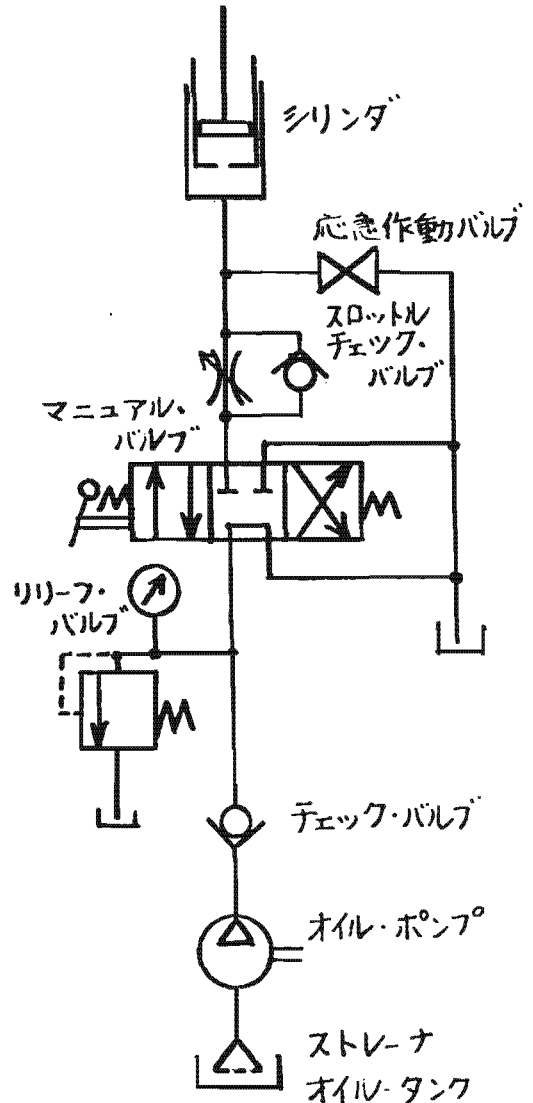 シリンダ
応急作動バルブ
スロットル
チェック・
バルブ
マニュアル・
バルブ
リリーフ・
バルブ
チェック・バルブ
オイル・ポンプ
ストレーナ
オイル・タンク